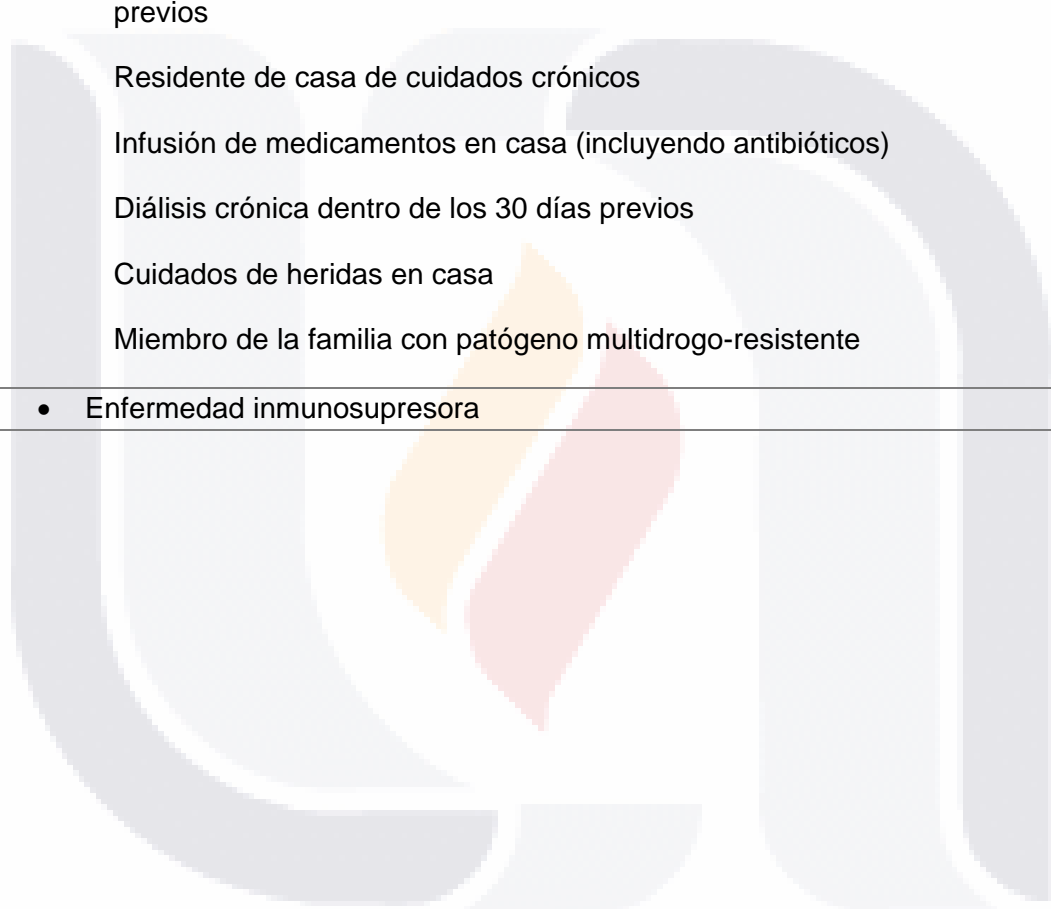 previos
Residente de casa de cuidados crónicos
Infusión de medicamentos en casa (incluyendo antibióticos)
Diálisis crónica dentro de los 30 días previos
Cuidados de heridas en casa
Miembro de la familia con patógeno multidrogo-resistente
• Enfermedad inmunosupresora